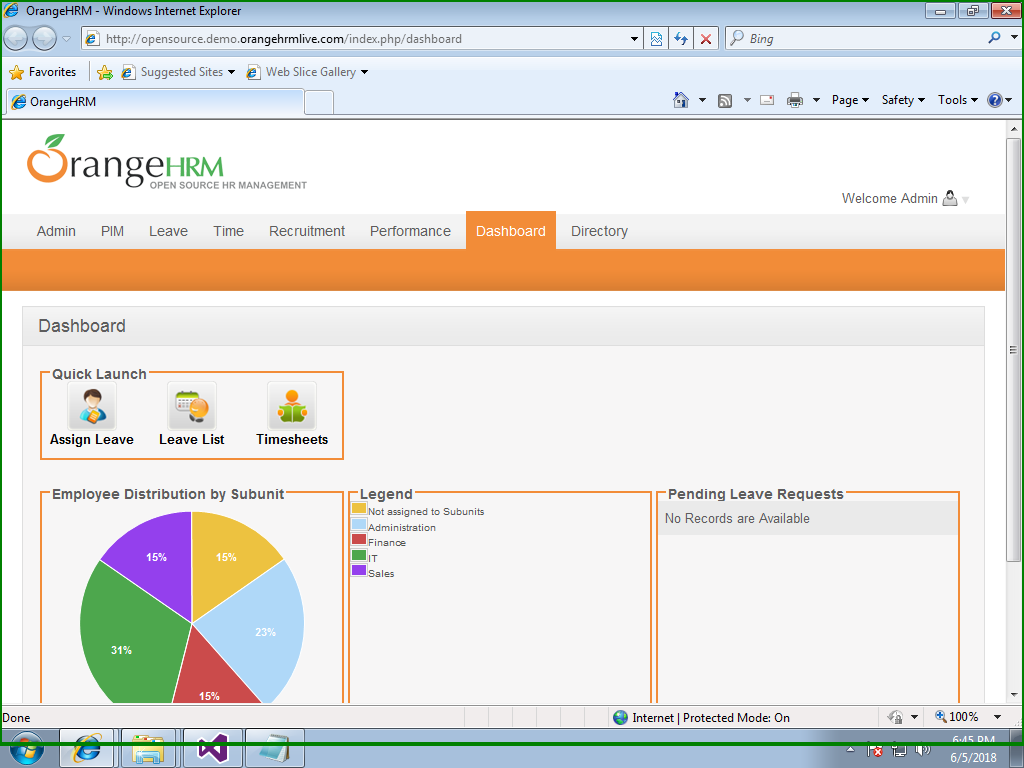 OrangeHRM - Windows Internet Explorer
http://opensource.demo.orangehrmlive.com/index.php/dashboard
Bing
Favorites
Suggested Sites
Web Slice Gallery
OrangeHRM
Page
Safety
Tools
OrangeHRM
OPEN SOURCE HR MANAGEMENT
Welcome Admin
Admin PIM Leave Time Recruitment Performance Dashboard Directory
Dashboard
Quick Launch
Assign Leave Leave List Timesheets
Employee Distribution by Subunit
15%
15%
23%
31%
15%
Legend
Not assigned to Subunits
Administration
Finance
IT
Sales
Pending Leave Requests
No Records are Available
Done
Internet | Protected Mode: On
100%
6:45 PM
6/5/2018